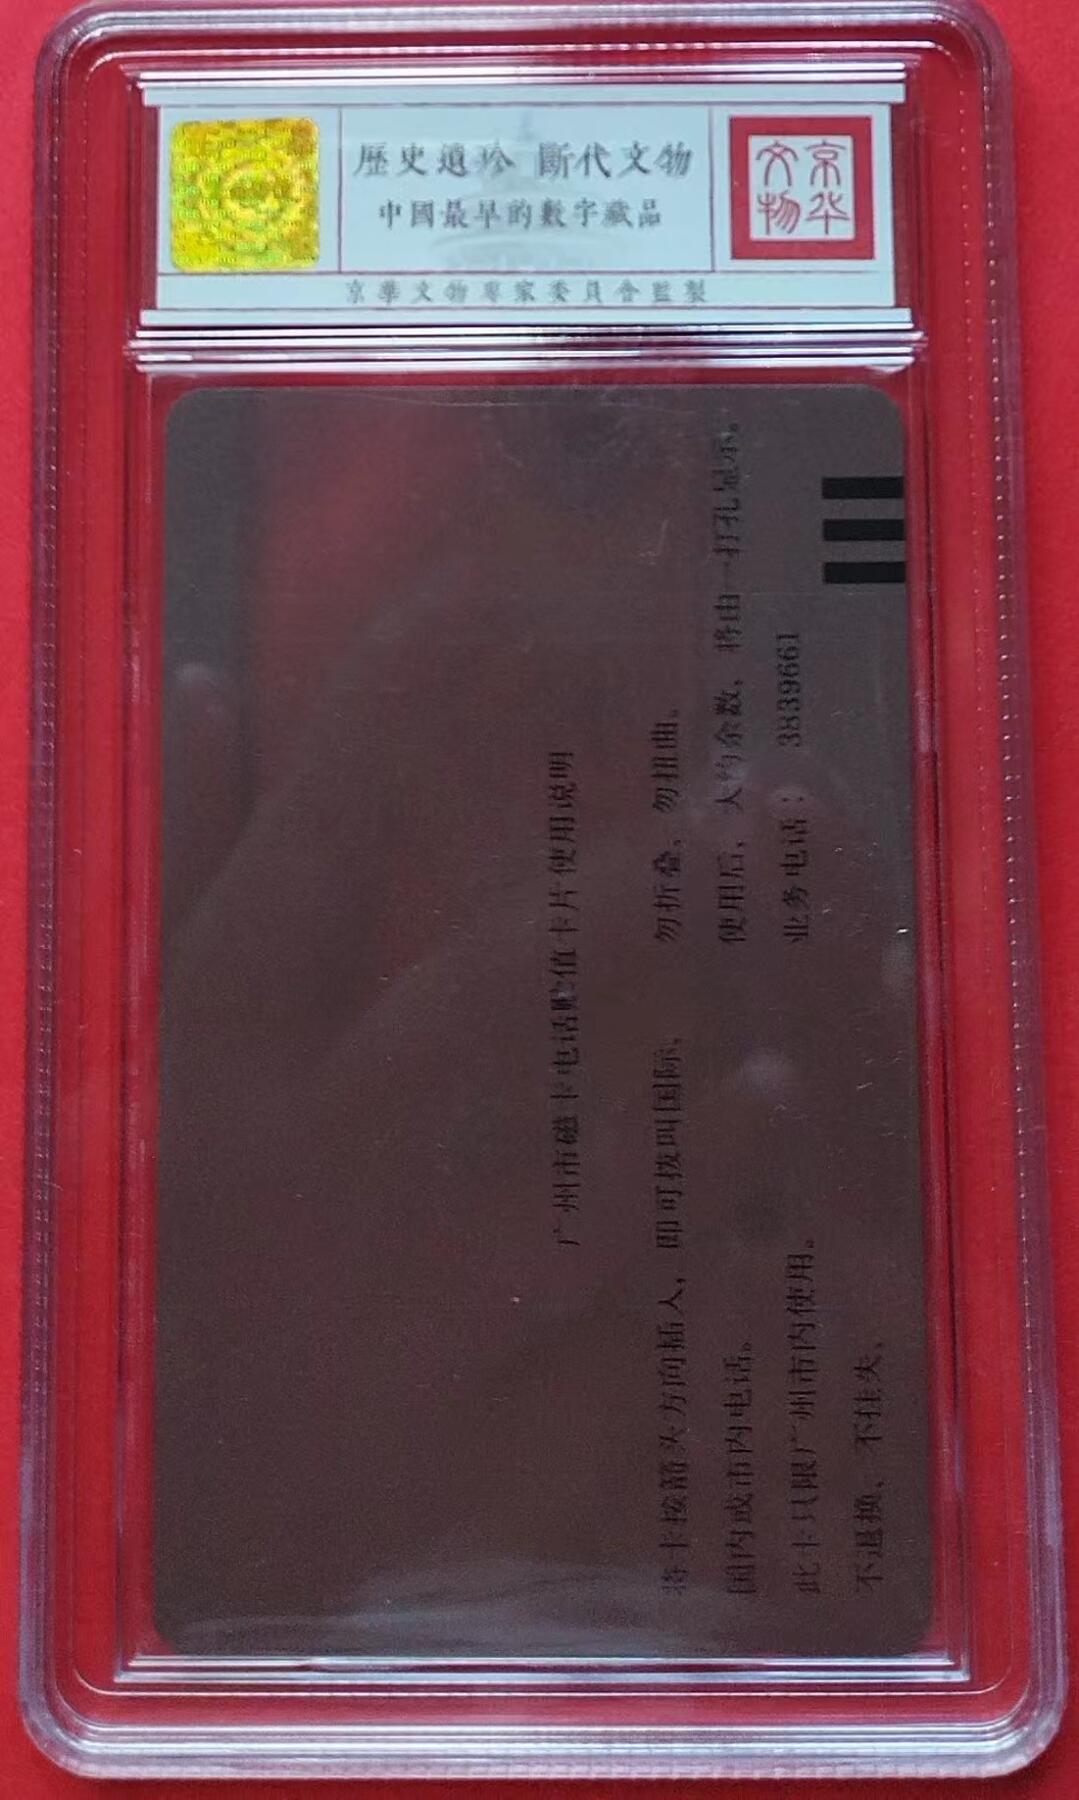 歷史遺珍 斷代文物
中國最早的數字藏品
京华文物
京華文物專家委員會監製
广州市磁卡电话贮值卡片使用说明
将卡按箭头方向插人，即可拨叫国际、
国内或市内电话。
此卡只限广州市内使用。
不退换，不挂失。
勿折叠，勿扭曲。
使用后，大约余数，将由一打孔显示。
业务电话：3839661